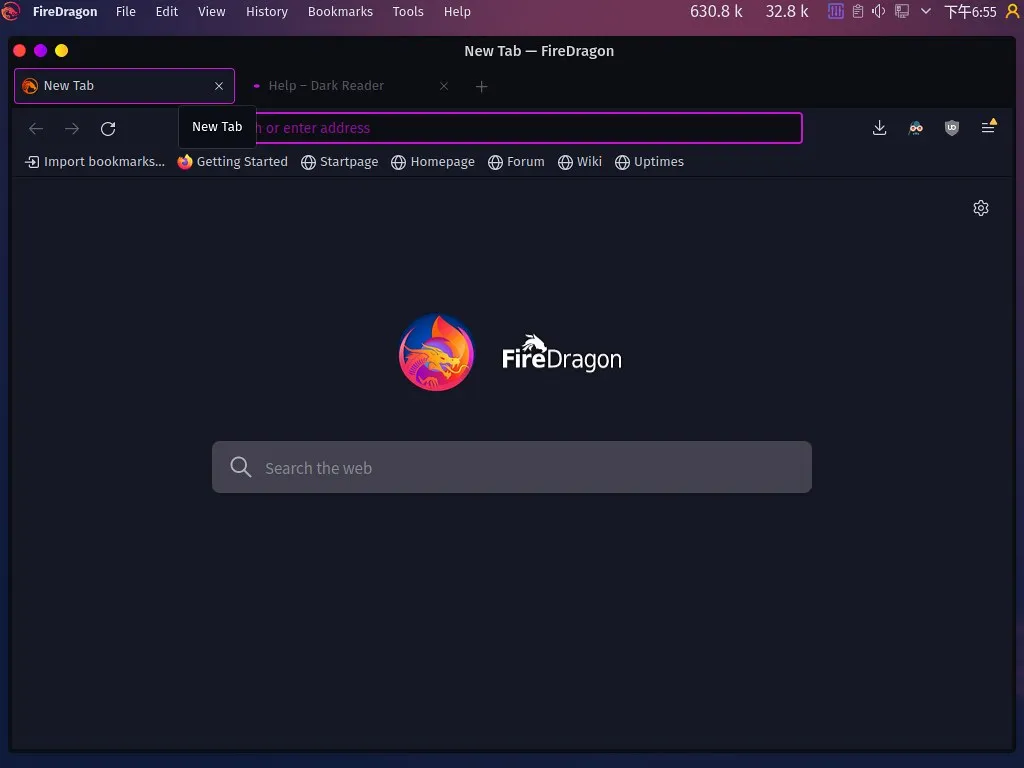 FireDragon File Edit View History Bookmarks Tools Help 630.8 k 32.8 k 下午6:55
New Tab — FireDragon
New Tab Help – Dark Reader
New Tab h or enter address
Import bookmarks... Getting Started Startpage Homepage Forum Wiki Uptimes
FireDragon
Search the web